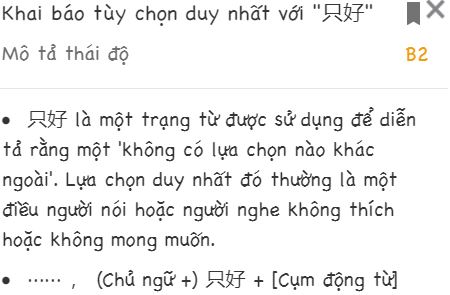 Khai báo tùy chọn duy nhất với "只好"
Mô tả thái độ
B2
• 只好 là một trạng từ được sử dụng để diễn
tả rằng một 'không có lựa chọn nào khác
ngoài'. Lựa chọn duy nhất đó thường là một
điều người nói hoặc người nghe không thích
hoặc không mong muốn.
• …… , (Chủ ngữ +) 只好 + [Cụm động từ]